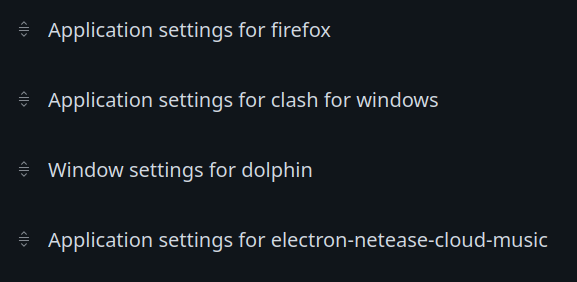 Application settings for firefox
Application settings for clash for windows
Window settings for dolphin
Application settings for electron-netease-cloud-music